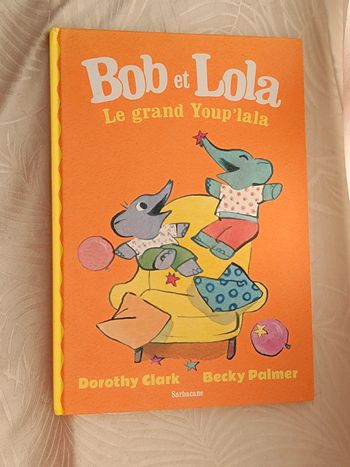 Bob et Lola
Le grand Youp'lala
Dorothy Clark Becky Palmer
Sarbacane